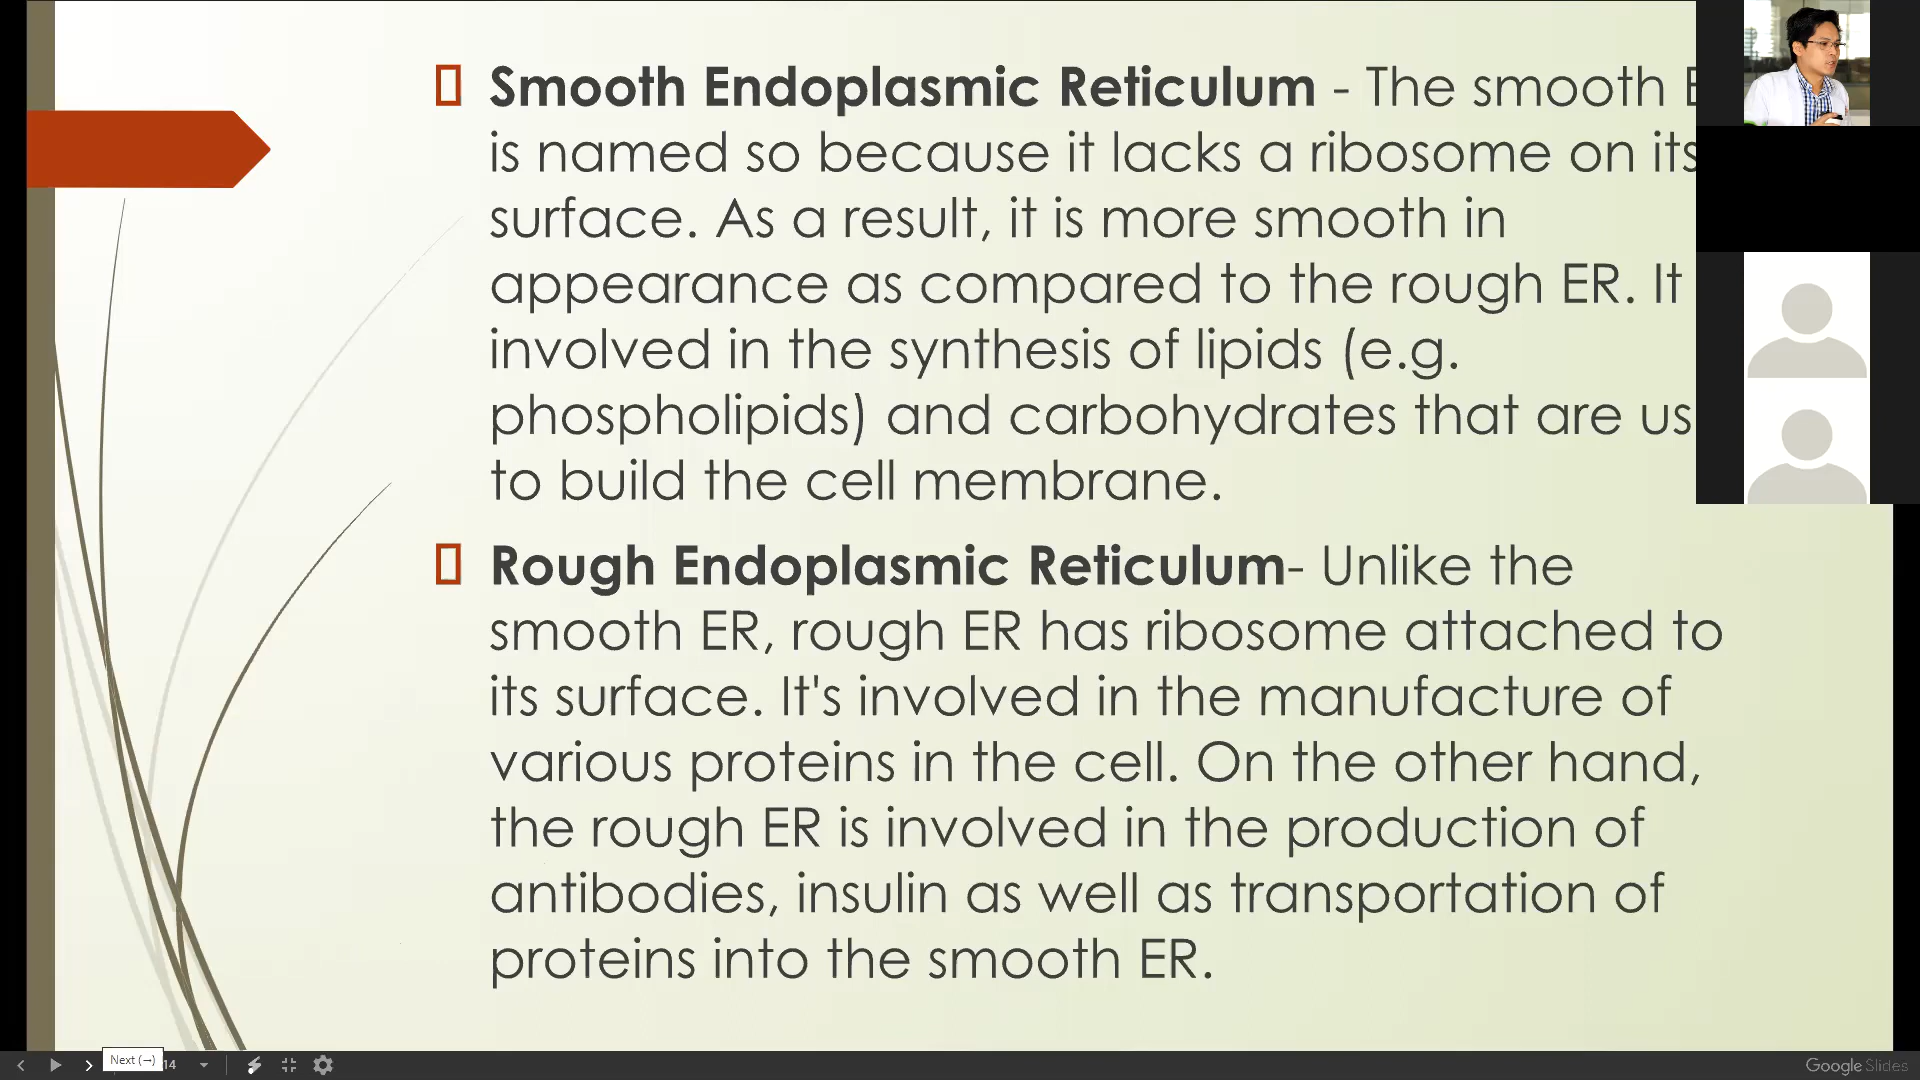 Smooth Endoplasmic Reticulum - The smooth
is named so because it lacks a ribosome on its
surface. As a result, it is more smooth in
appearance as compared to the rough ER. It
involved in the synthesis of lipids (e.g.
phospholipids) and carbohydrates that are us
to build the cell membrane.
Rough Endoplasmic Reticulum- Unlike the
smooth ER, rough ER has ribosome attached to
its surface. It's involved in the manufacture of
various proteins in the cell. On the other hand,
the rough ER is involved in the production of
antibodies, insulin as well as transportation of
proteins into the smooth ER.
Next (→) 14
Google Slides